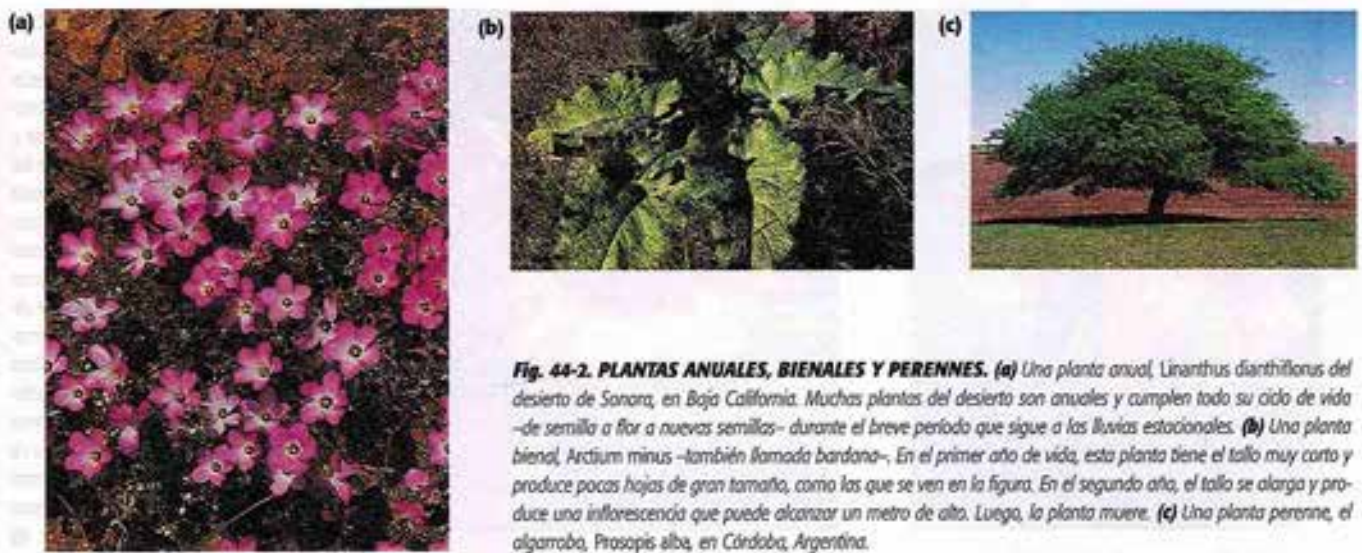 (a)
(b)
(c)
Fig. 44-2. PLANTAS ANUALES, BIENALES Y PERENNES. (a) Una planta anual, Linanthus dianthiflorus del
desierto de Sonora, en Baja California. Muchas plantas del desierto son anuales y cumplen todo su ciclo de vida
–de semilla a flor a nuevas semillas– durante el breve período que sigue a las lluvias estacionales. (b) Una planta
bienal, Arctium minus –también llamada bardana–. En el primer año de vida, esta planta tiene el tallo muy corto y
produce pocas hojas de gran tamaño, como las que se ven en la figura. En el segundo año, el tallo se alarga y pro-
duce una inflorescencia que puede alcanzar un metro de alto. Luego, la planta muere. (c) Una planta perenne, el
algarrobo, Prosopis alba, en Córdoba, Argentina.